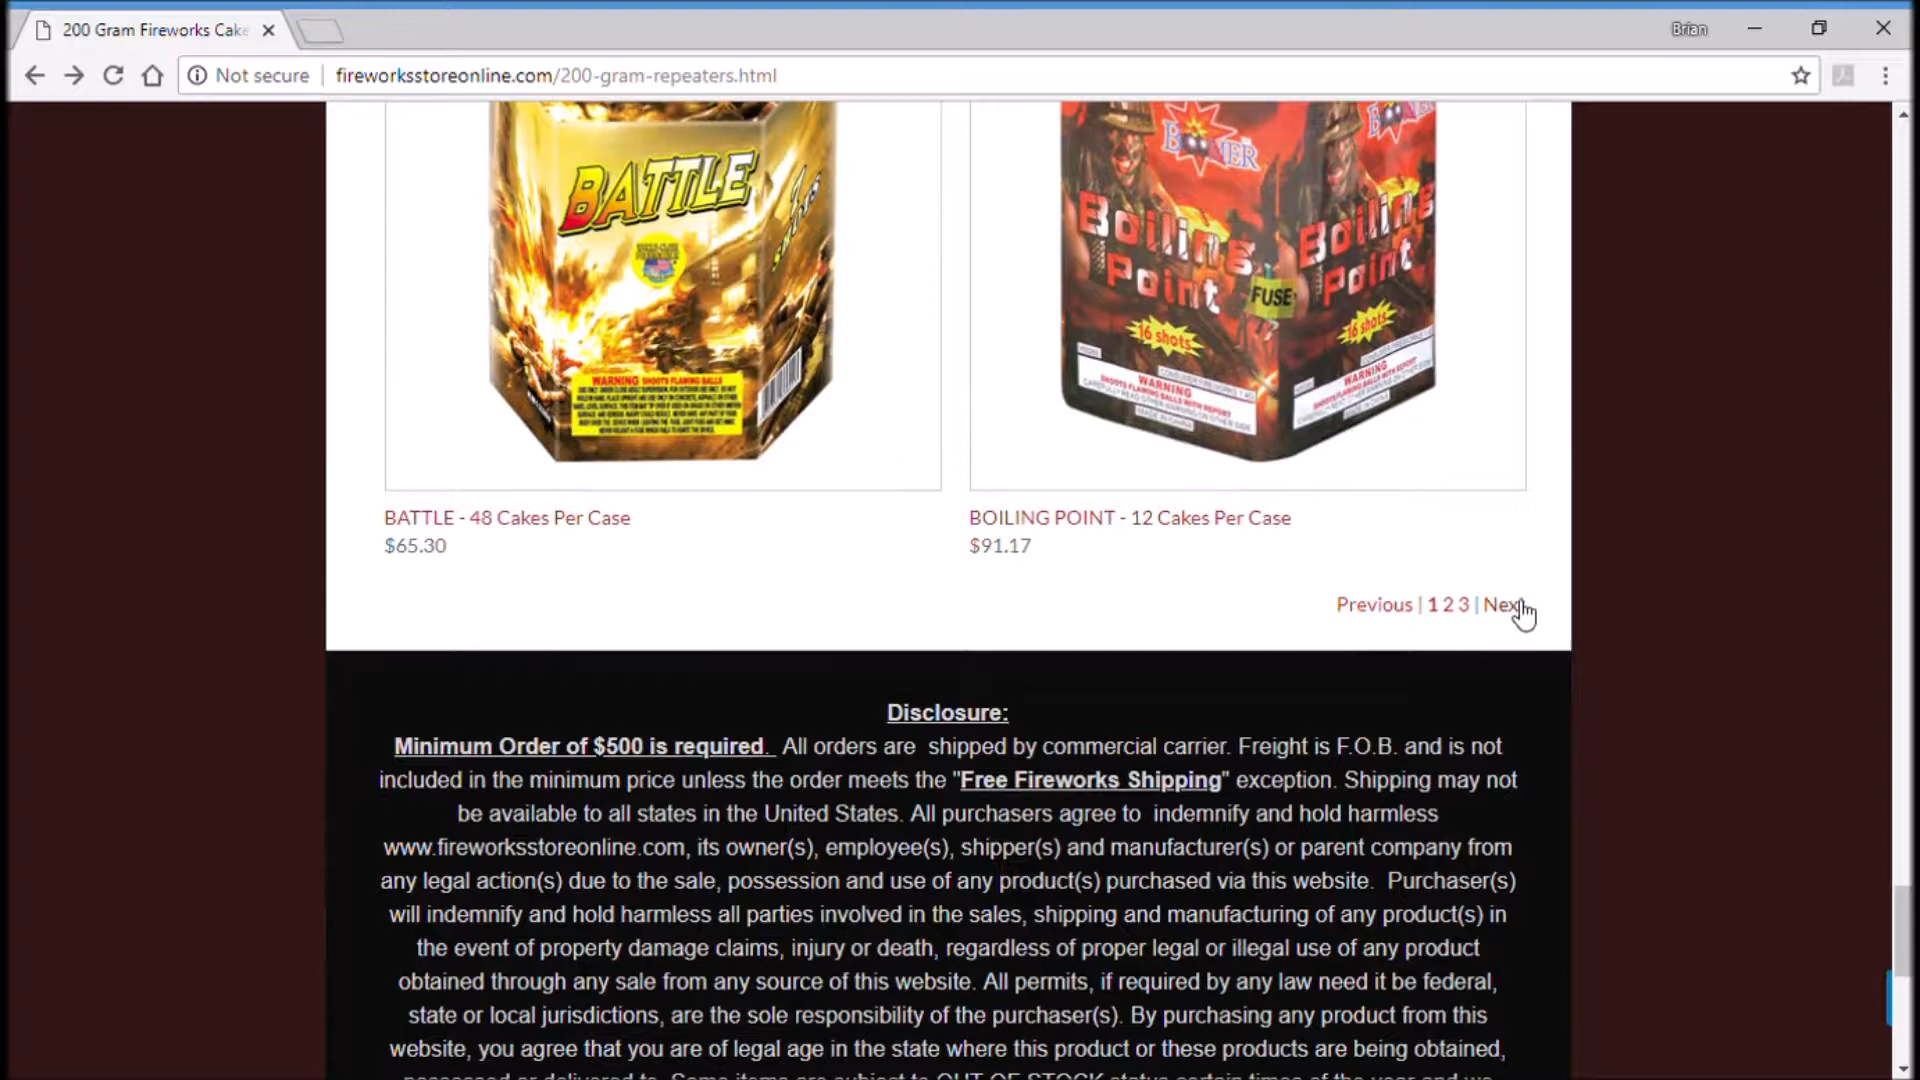 200 Gram Fireworks Cake
Brian
Not secure
fireworksstoreonline.com/200-gram-repeaters.html
BATTLE
SHOTS
WARNING SHOOTS FLAMING BALLS
Boiling Point
FUSE
16 shots
WARNING
SHOOTS FLAMING BALLS WITH REPORT
Boiling Point
16 shots
WARNING
BATTLE - 48 Cakes Per Case
$65.30
BOILING POINT - 12 Cakes Per Case
$91.17
Previous | 1 2 3 | Next
Disclosure:
Minimum Order of $500 is required.  All orders are  shipped by commercial carrier. Freight is F.O.B. and is not
included in the minimum price unless the order meets the "Free Fireworks Shipping" exception. Shipping may not
be available to all states in the United States. All purchasers agree to  indemnify and hold harmless
www.fireworksstoreonline.com, its owner(s), employee(s), shipper(s) and manufacturer(s) or parent company from
any legal action(s) due to the sale, possession and use of any product(s) purchased via this website.  Purchaser(s)
will indemnify and hold harmless all parties involved in the sales, shipping and manufacturing of any product(s) in
the event of property damage claims, injury or death, regardless of proper legal or illegal use of any product
obtained through any sale from any source of this website. All permits, if required by any law need it be federal,
state or local jurisdictions, are the sole responsibility of the purchaser(s). By purchasing any product from this
website, you agree that you are of legal age in the state where this product or these products are being obtained,